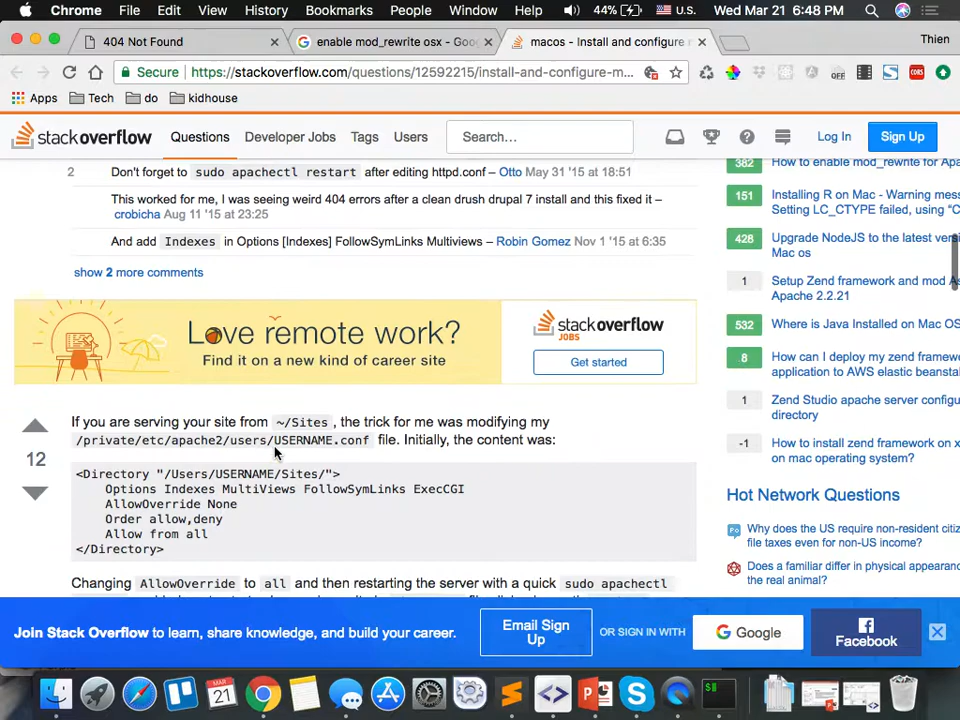 Chrome File Edit View History Bookmarks People Window Help 44% U.S. Wed Mar 21 6:48 PM
404 Not Found
enable mod_rewrite osx - Goo
macos - Install and configure
Thien
Secure https://stackoverflow.com/questions/12592215/install-and-configure-m...
OFF
CORS
Apps Tech do kidhouse
stackoverflow Questions Developer Jobs Tags Users Search... Log In Sign Up
2 Don't forget to sudo apachectl restart after editing httpd.conf – Otto May 31 '15 at 18:51
This worked for me, I was seeing weird 404 errors after a clean drush drupal 7 install and this fixed it –
crobicha Aug 11 '15 at 23:25
And add Indexes in Options [Indexes] FollowSymLinks Multiviews – Robin Gomez Nov 1 '15 at 6:35
show 2 more comments
Love remote work?
Find it on a new kind of career site
stackoverflow
JOBS
Get started
12
If you are serving your site from ~/Sites , the trick for me was modifying my
/private/etc/apache2/users/USERNAME.conf file. Initially, the content was:
<Directory "/Users/USERNAME/Sites/">
Options Indexes MultiViews FollowSymLinks ExecCGI
AllowOverride None
Order allow,deny
Allow from all
</Directory>
Changing AllowOverride to all and then restarting the server with a quick sudo apachectl
382 How to enable mod_rewrite for Apa
151 Installing R on Mac - Warning mess
Setting LC_CTYPE failed, using "C
428 Upgrade NodeJS to the latest versi
Mac os
1 Setup Zend framework and mod A
Apache 2.2.21
532 Where is Java Installed on Mac OS
8 How can I deploy my zend framewo
application to AWS elastic beansta
1 Zend Studio apache server configu
directory
-1 How to install zend framework on x
on mac operating system?
Hot Network Questions
Why does the US require non-resident citiz
file taxes even for non-US income?
Does a familiar differ in physical appearanc
the real animal?
Join Stack Overflow to learn, share knowledge, and build your career.
Email Sign
Up
OR SIGN IN WITH
Google
Facebook
MAR
21